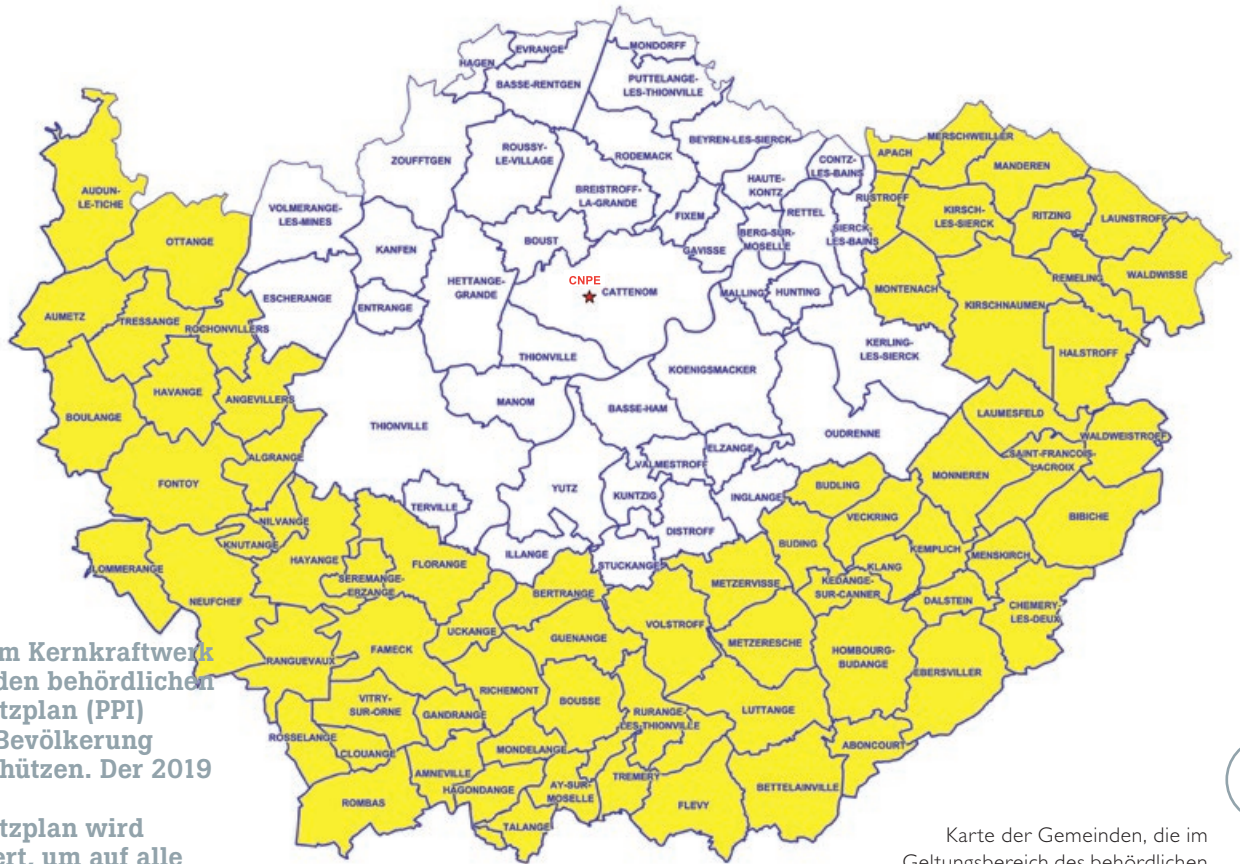 MONDORFF
EVRANGE
HAGEN
BASSE-RENTGEN
PUTTELANGE-
LES-THIONVILLE
BEYREN-LES-SIERCK
MERSCHWEILLER
ROUSSY-
LE-VILLAGE
RODEMACK
APACH
CONTZ-
LES-BAINS
ZOUFFTGEN
MANDEREN
HAUTE-
KONTZ
AUDUN-
LE-TICHE
BREISTROFF-
LA-GRANDE
RUSTROFF
VOLMERANGE-
LES-MINES
FIXEM
RETTEL
KIRSCH-
LES-SIERCK
RITZING
LAUNSTROFF
OTTANGE
BOUST
BERG-SUR-
MOSELLE
SIERCK-
LES-BAINS
KANFEN
GAVISSE
REMELING
WALDWISSE
CNPE
CATTENOM
HETTANGE-
GRANDE
ESCHERANGE
MALLING
HUNTING
MONTENACH
KIRSCHNAUMEN
ENTRANGE
AUMETZ
TRESSANGE
ROCHONVILLERS
KERLING-
LES-SIERCK
HALSTROFF
THIONVILLE
KOENIGSMACKER
HAVANGE
ANGEVILLERS
MANOM
BASSE-HAM
BOULANGE
LAUMESFELD
THIONVILLE
OUDRENNE
WALDWEISTROFF
ELZANGE
SAINT-FRANCOIS-
LACROIX
ALGRANGE
VALMESTROFF
MONNEREN
FONTOY
YUTZ
KUNTZIG
INGLANGE
BUDLING
TERVILLE
BIBICHE
VECKRING
NILVANGE
DISTROFF
KNUTANGE
BUDING
KEMPLICH
MENSKIRCH
HAYANGE
FLORANGE
ILLANGE
STUCKANGE
KLANG
LOMMERANGE
SEREMANGE-
ERZANGE
METZERVISSE
KEDANGE-
SUR-CANNER
BERTRANGE
NEUFCHEF
DALSTEIN
CHEMERY-
LES-DEUX
VOLSTROFF
UCKANGE
GUENANGE
METZERESCHE
FAMECK
RANGUEVAUX
HOMBOURG-
BUDANGE
EBERSVILLER
RICHEMONT
VITRY-
SUR-ORNE
BOUSSE
GANDRANGE
RURANGE-
LES-THIONVILLE
LUTTANGE
ROSSELANGE
CLOUANGE
MONDELANGE
ABONCOURT
AMNEVILLE
HAGONDANGE
AY-SUR-
MOSELLE
TREMERY
BETTELAINVILLE
ROMBAS
FLEVY
TALANGE
m Kernkraftwerk
den behördlichen
tzplan (PPI)
Bevölkerung
hützen. Der 2019
tzplan wird
ert, um auf alle
Karte der Gemeinden, die im
Geltungsbereich des behördlichen